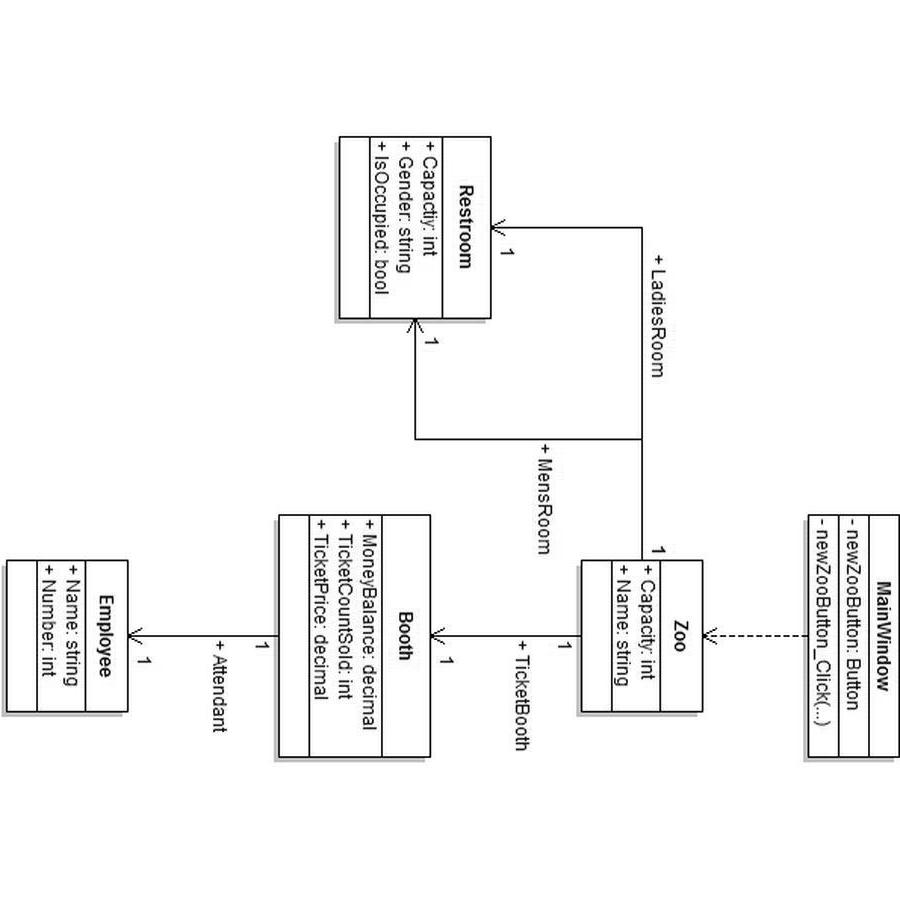 MainWindow
- newZooButton: Button
- newZooButton_Click(...)
Zoo
+ Capacity: int
+ Name: string
1
+ LadiesRoom
1
+ MensRoom
1
Restroom
+ Capactiy: int
+ Gender: string
+ IsOccupied: bool
1
+ TicketBooth
1
Booth
+ MoneyBalance: decimal
+ TicketCountSold: int
+ TicketPrice: decimal
1
+ Attendant
1
Employee
+ Name: string
+ Number: int